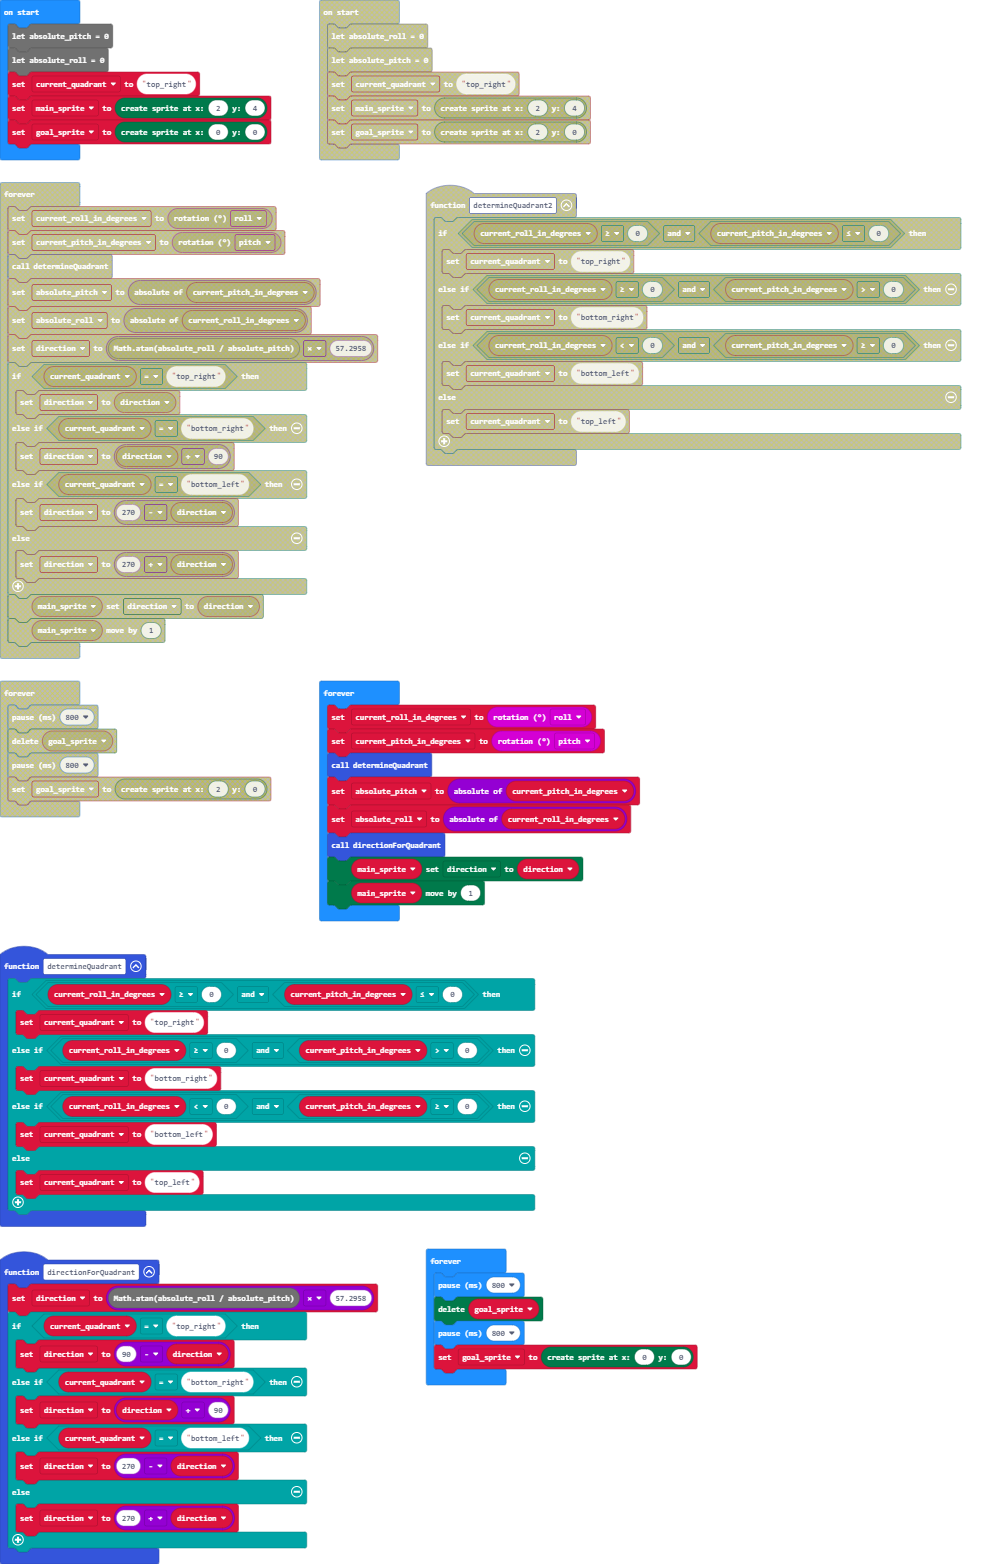 on start
let absolute_pitch = 0
let absolute_roll = 0
set current_quadrant to "top_right"
set main_sprite to create sprite at x: 2 y: 4
set goal_sprite to create sprite at x: 0 y: 0
on start
let absolute_roll = 0
let absolute_pitch = 0
set current_quadrant to "top_right"
set main_sprite to create sprite at x: 2 y: 4
set goal_sprite to create sprite at x: 2 y: 0
forever
set current_roll_in_degrees to rotation (°) roll
set current_pitch_in_degrees to rotation (°) pitch
call determineQuadrant
set absolute_pitch to absolute of current_pitch_in_degrees
set absolute_roll to absolute of current_roll_in_degrees
set direction to Math.atan(absolute_roll / absolute_pitch) × 57.2958
if current_quadrant = "top_right" then
set direction to direction
else if current_quadrant = "bottom_right" then
set direction to direction + 90
else if current_quadrant = "bottom_left" then
set direction to 270 - direction
else
set direction to 270 + direction
main_sprite set direction to direction
main_sprite move by 1
function determineQuadrant2
if current_roll_in_degrees ≥ 0 and current_pitch_in_degrees ≤ 0 then
set current_quadrant to "top_right"
else if current_roll_in_degrees ≥ 0 and current_pitch_in_degrees > 0 then
set current_quadrant to "bottom_right"
else if current_roll_in_degrees < 0 and current_pitch_in_degrees ≥ 0 then
set current_quadrant to "bottom_left"
else
set current_quadrant to "top_left"
forever
pause (ms) 800
delete goal_sprite
pause (ms) 800
set goal_sprite to create sprite at x: 2 y: 0
forever
set current_roll_in_degrees to rotation (°) roll
set current_pitch_in_degrees to rotation (°) pitch
call determineQuadrant
set absolute_pitch to absolute of current_pitch_in_degrees
set absolute_roll to absolute of current_roll_in_degrees
call directionForQuadrant
main_sprite set direction to direction
main_sprite move by 1
function determineQuadrant
if current_roll_in_degrees ≥ 0 and current_pitch_in_degrees ≤ 0 then
set current_quadrant to "top_right"
else if current_roll_in_degrees ≥ 0 and current_pitch_in_degrees > 0 then
set current_quadrant to "bottom_right"
else if current_roll_in_degrees < 0 and current_pitch_in_degrees ≥ 0 then
set current_quadrant to "bottom_left"
else
set current_quadrant to "top_left"
function directionForQuadrant
set direction to Math.atan(absolute_roll / absolute_pitch) × 57.2958
if current_quadrant = "top_right" then
set direction to 90 - direction
else if current_quadrant = "bottom_right" then
set direction to direction + 90
else if current_quadrant = "bottom_left" then
set direction to 270 - direction
else
set direction to 270 + direction
forever
pause (ms) 800
delete goal_sprite
pause (ms) 800
set goal_sprite to create sprite at x: 0 y: 0